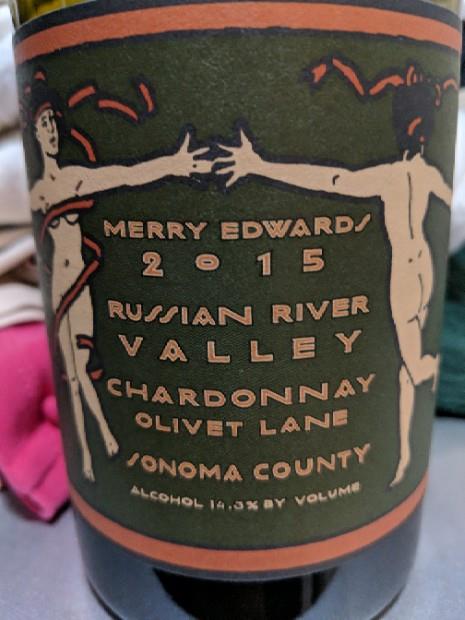 MERRY EDWARDS
2015
RUSSIAN RIVER
VALLEY
CHARDONNAY
OLIVET LANE
SONOMA COUNTY
ALCOHOL 14.3% BY VOLUME